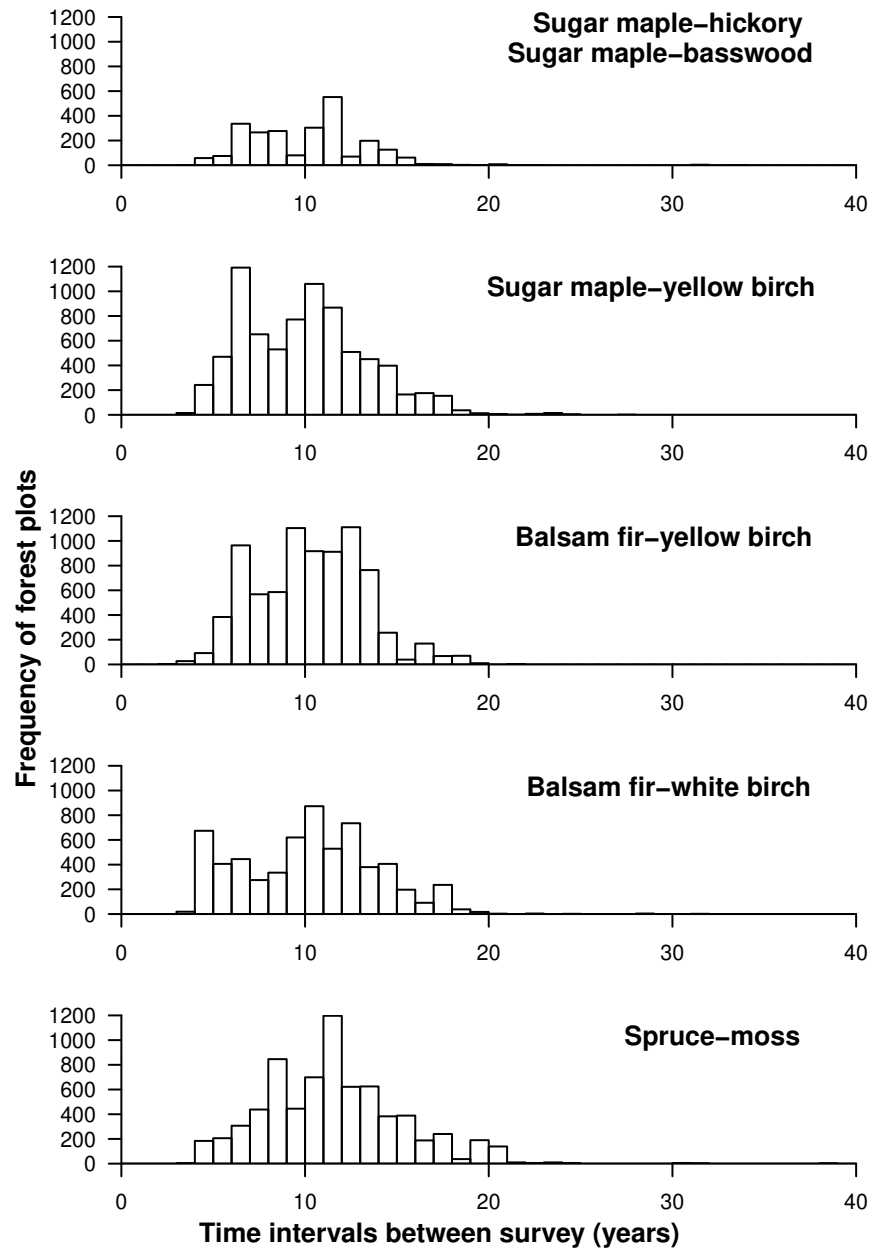 Sugar maple–hickory
Sugar maple–basswood
1200
1000
800
600
400
200
0
0 10 20 30 40
Sugar maple–yellow birch
1200
1000
800
600
400
200
0
0 10 20 30 40
Balsam fir–yellow birch
1200
1000
800
600
400
200
0
0 10 20 30 40
Balsam fir–white birch
1200
1000
800
600
400
200
0
0 10 20 30 40
Spruce–moss
1200
1000
800
600
400
200
0
0 10 20 30 40
Frequency of forest plots
Time intervals between survey (years)